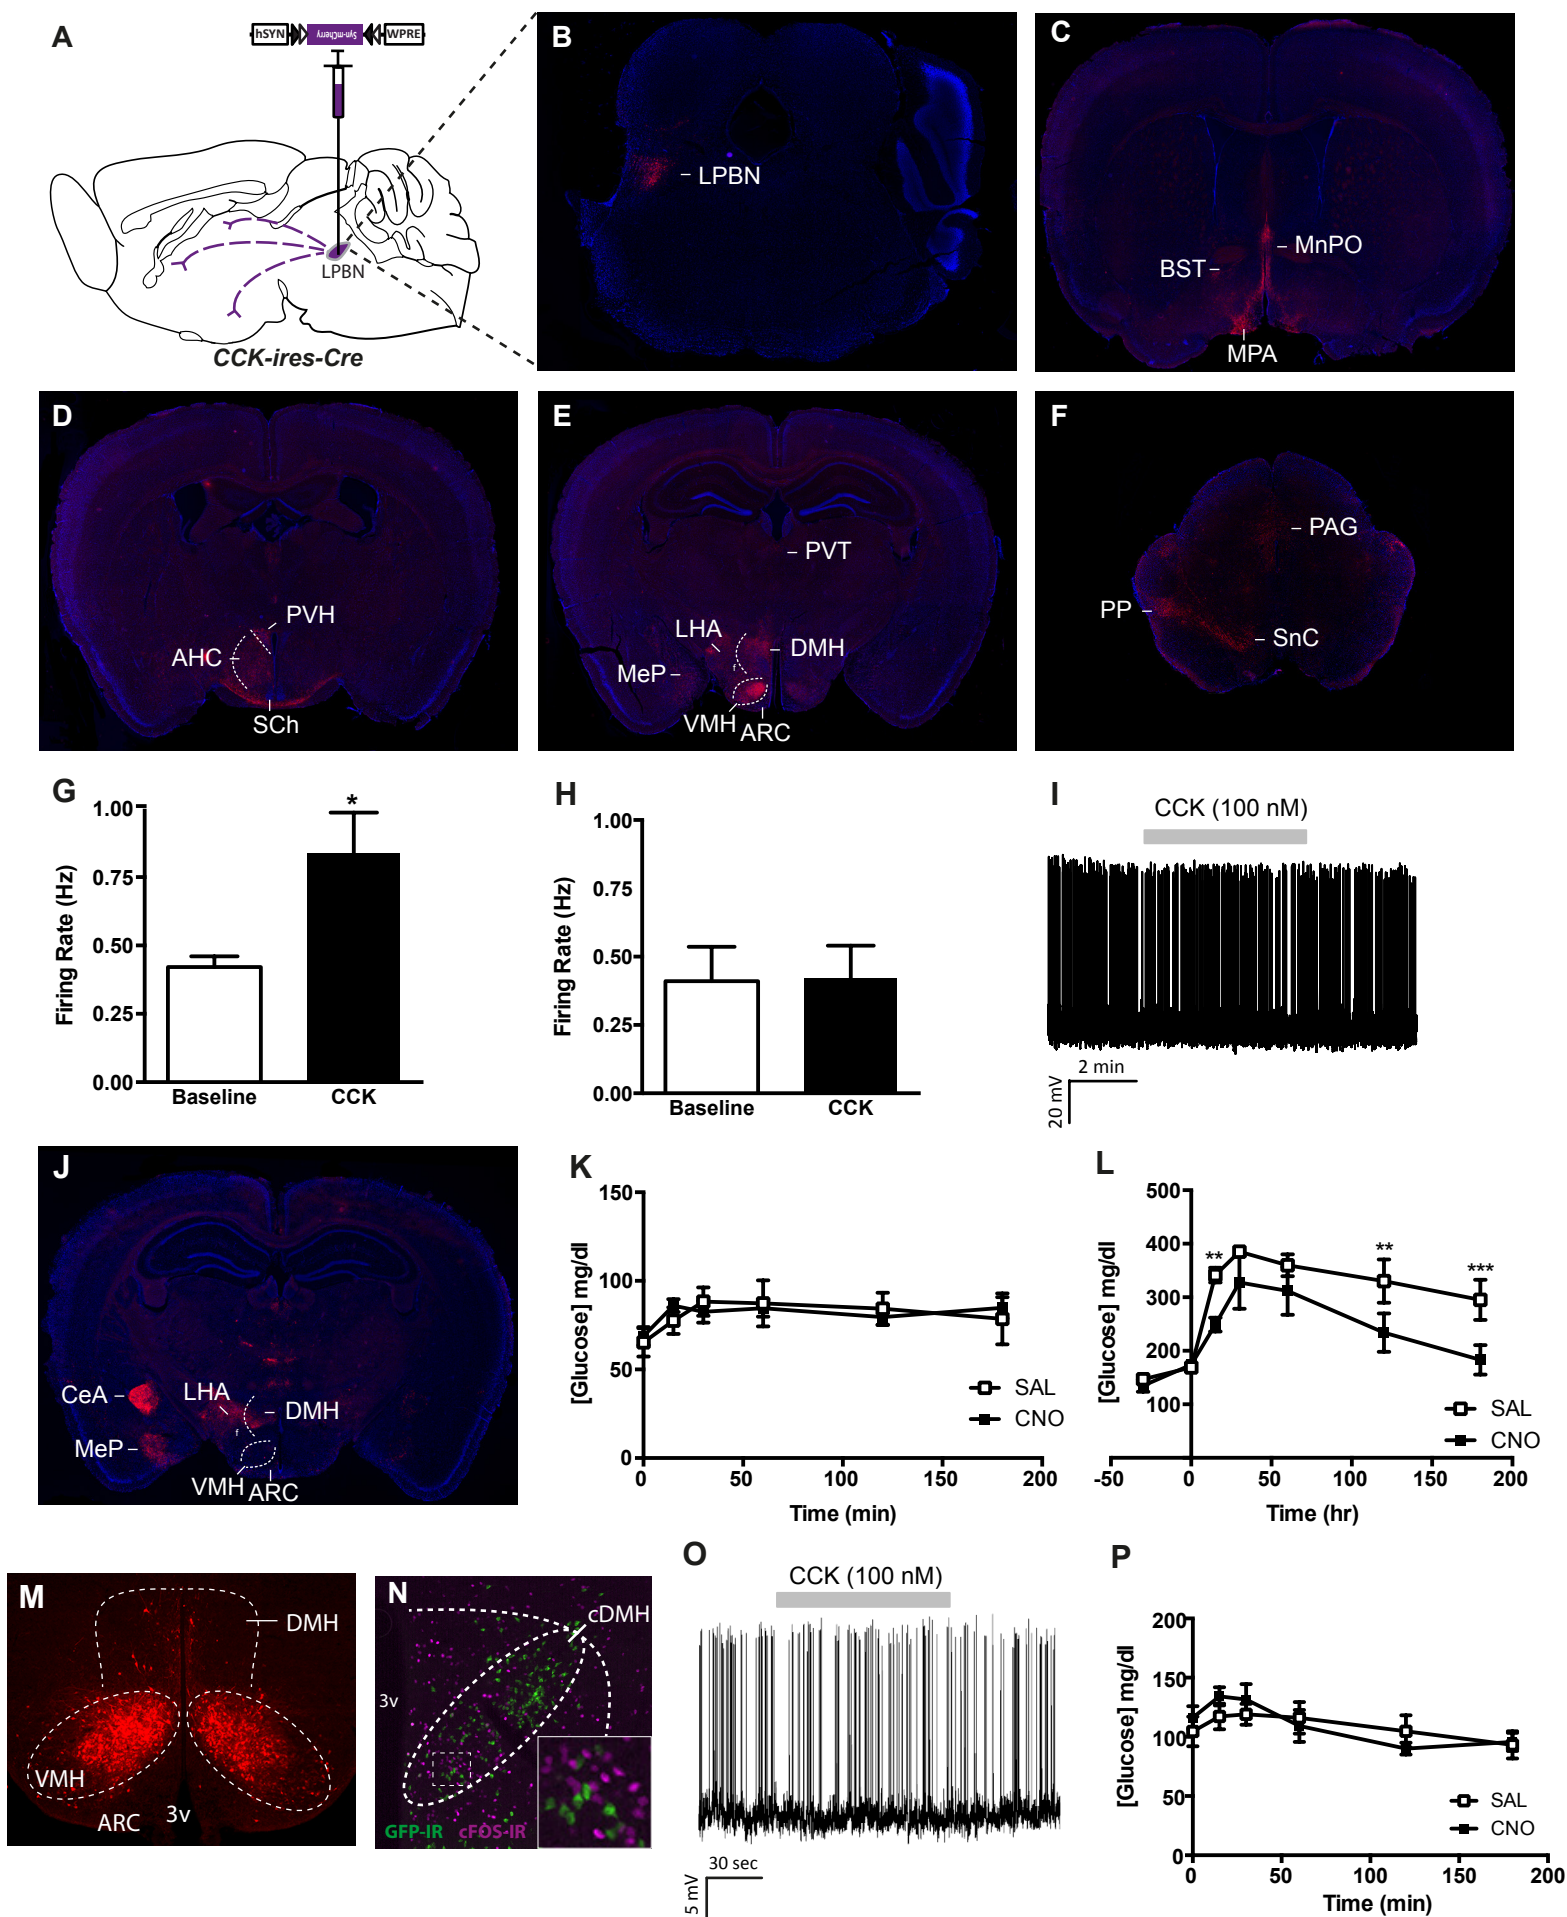 A
hSYN
Syn-mCherry
WPRE
LPBN
CCK-ires-Cre
B
LPBN
C
MnPO
BST
MPA
D
PVH
AHC
SCh
E
PVT
LHA
DMH
f
MeP
VMH
ARC
F
PAG
PP
SnC
G
1.00
0.75
0.50
0.25
0.00
Firing Rate (Hz)
*
Baseline CCK
H
1.00
0.75
0.50
0.25
0.00
Firing Rate (Hz)
Baseline CCK
I
CCK (100 nM)
2 min
20 mV
J
CeA
LHA
DMH
f
MeP
VMH ARC
K
150
100
50
0
[Glucose] mg/dl
SAL
CNO
0 50 100 150 200
Time (min)
L
500
400
300
200
100
[Glucose] mg/dl
**
**
***
SAL
CNO
-50 0 50 100 150 200
Time (hr)
M
DMH
VMH
ARC
3v
N
cDMH
3v
GFP-IR cFOS-IR
O
CCK (100 nM)
30 sec
5 mV
P
200
150
100
50
0
[Glucose] mg/dl
SAL
CNO
0 50 100 150 200
Time (min)